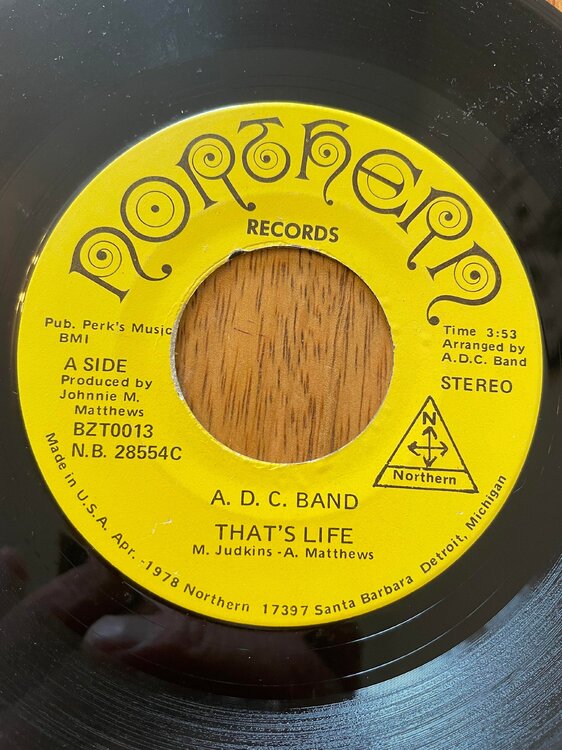 NORTHERN
RECORDS
Pub. Perk's Music
BMI
A SIDE
Produced by
Johnnie M.
Matthews
BZT0013
N.B. 28554C
Time 3:53
Arranged by
A.D.C. Band
STEREO
N
Northern
A. D. C. BAND
THAT'S LIFE
M. Judkins -A. Matthews
Made in U.S.A. Apr. -1978 Northern 17397 Santa Barbara Detroit, Michigan